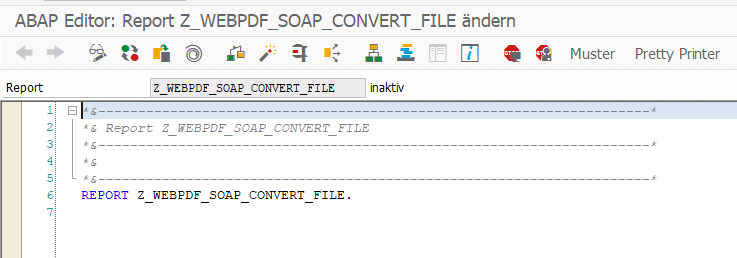 ABAP Editor: Report Z_WEBPDF_SOAP_CONVERT_FILE ändern
Muster Pretty Printer
Report Z_WEBPDF_SOAP_CONVERT_FILE inaktiv
1 *&---------------------------------------------------------------------*
2 *& Report Z_WEBPDF_SOAP_CONVERT_FILE
3 *&---------------------------------------------------------------------*
4 *&
5 *&---------------------------------------------------------------------*
6 REPORT Z_WEBPDF_SOAP_CONVERT_FILE.
7